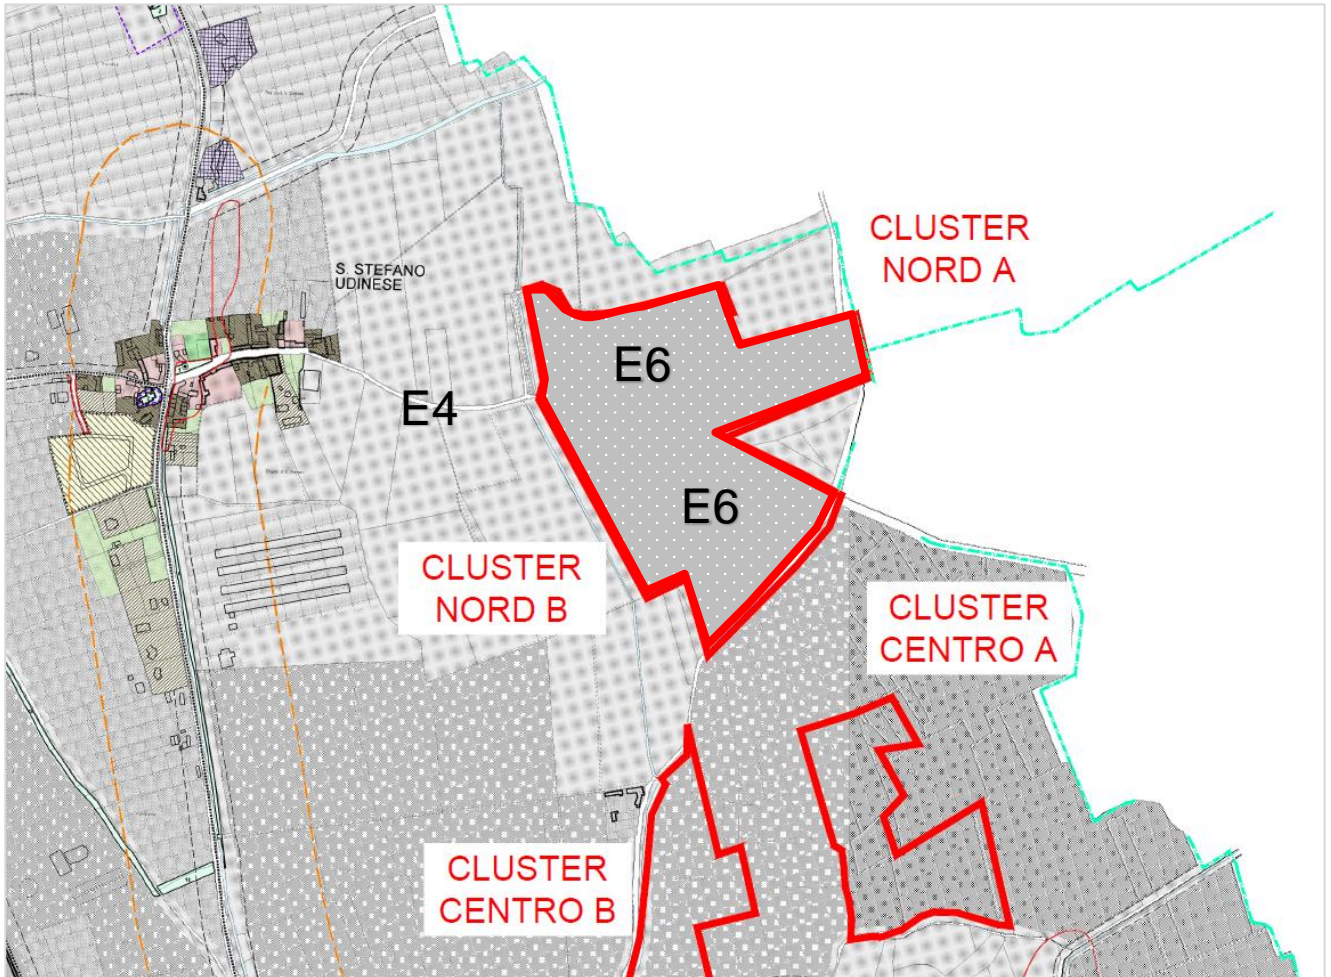 CLUSTER
NORD A
S. STEFANO
UDINESE
E6
E4
E6
CLUSTER
NORD B
CLUSTER
CENTRO A
CLUSTER
CENTRO B